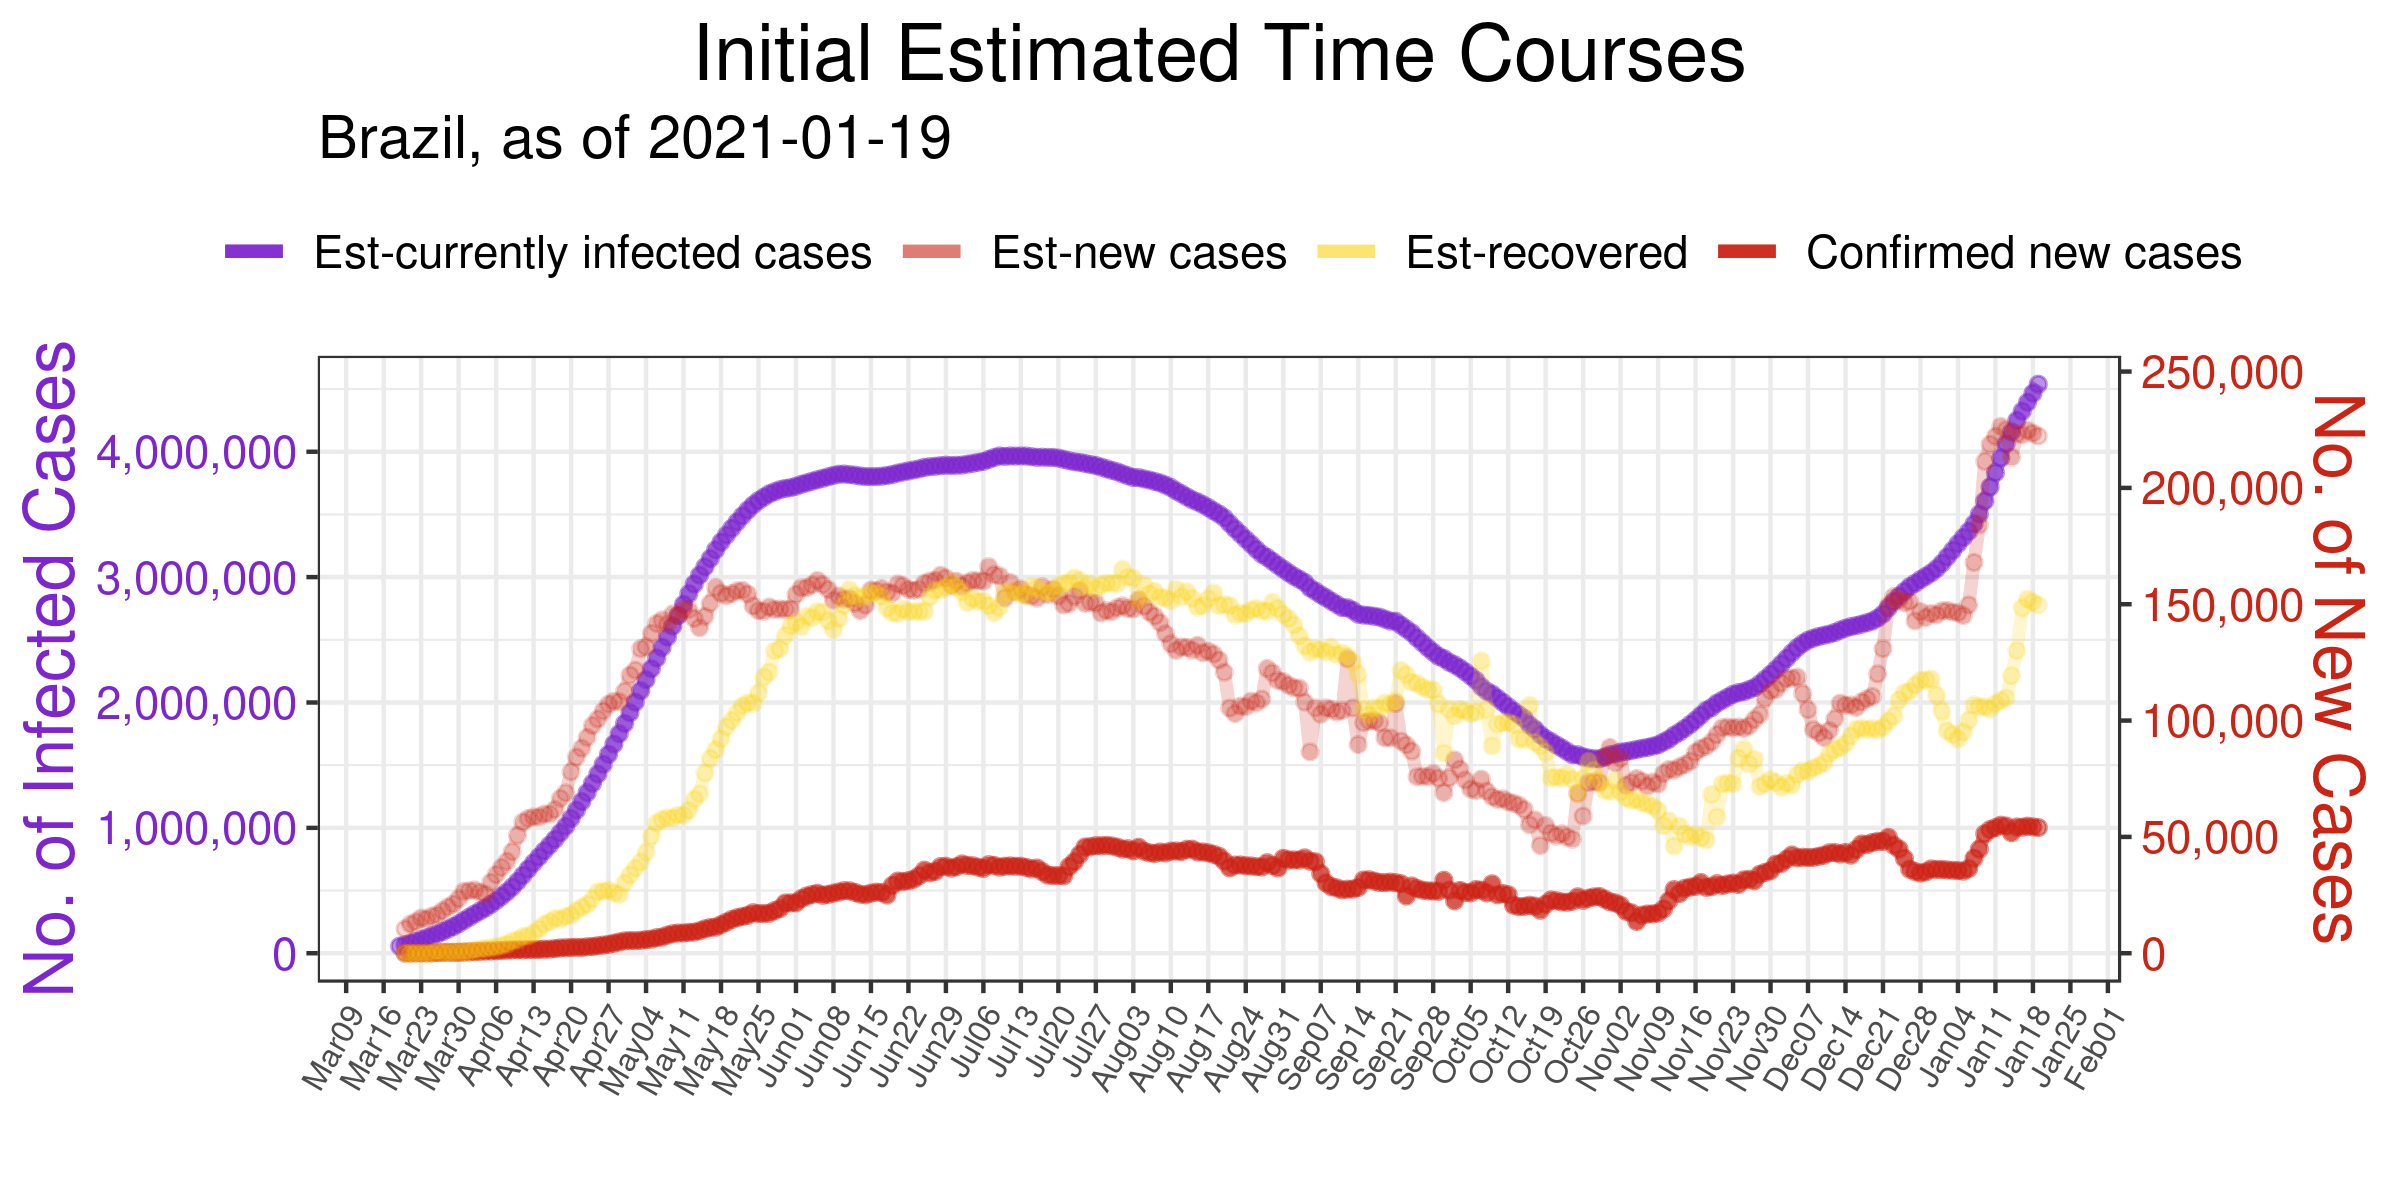 Initial Estimated Time Courses
Brazil, as of 2021-01-19
Est-currently infected cases Est-new cases Est-recovered Confirmed new cases
No. of Infected Cases
4,000,000
3,000,000
2,000,000
1,000,000
0
250,000
200,000
150,000
100,000
50,000
0
No. of New Cases
Mar09 Mar16 Mar23 Mar30 Apr06 Apr13 Apr20 Apr27 May04 May11 May18 May25 Jun01 Jun08 Jun15 Jun22 Jun29 Jul06 Jul13 Jul20 Jul27 Aug03 Aug10 Aug17 Aug24 Aug31 Sep07 Sep14 Sep21 Sep28 Oct05 Oct12 Oct19 Oct26 Nov02 Nov09 Nov16 Nov23 Nov30 Dec07 Dec14 Dec21 Dec28 Jan04 Jan11 Jan18 Jan25 Feb01